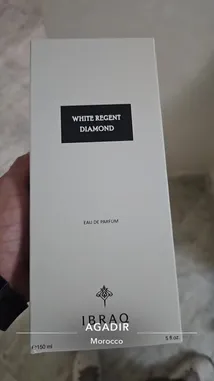 WHITE REGENT
DIAMOND
EAU DE PARFUM
IBRAQ
AGADIR
Morocco
℮150 ml
5 fl oz.